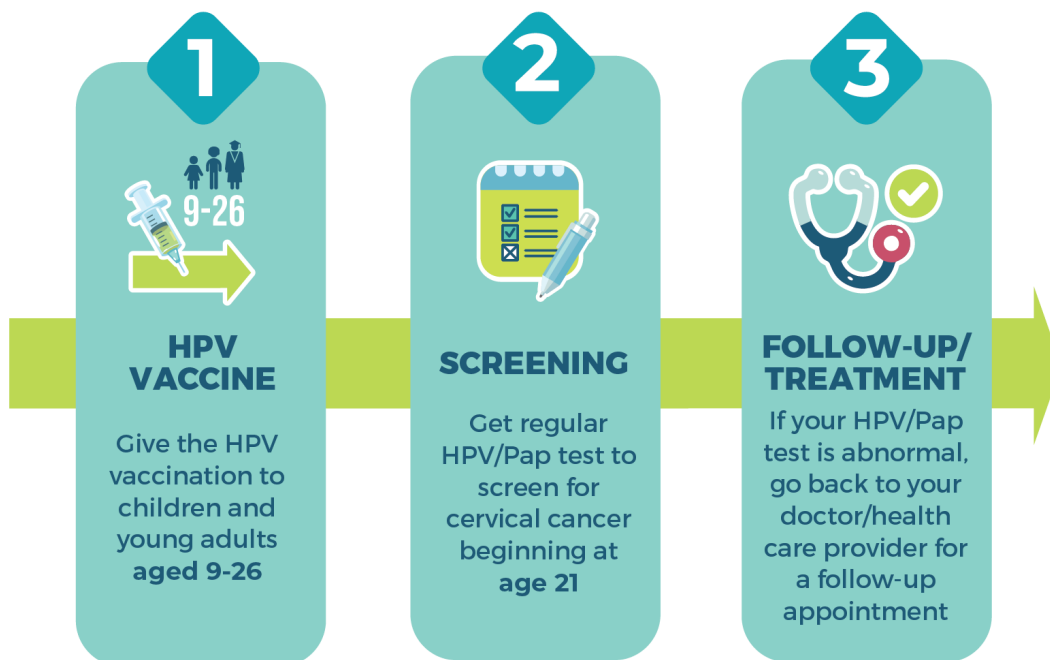 1
9-26
HPV
VACCINE
Give the HPV
vaccination to
children and
young adults
aged 9-26
2
SCREENING
Get regular
HPV/Pap test to
screen for
cervical cancer
beginning at
age 21
3
FOLLOW-UP/
TREATMENT
If your HPV/Pap
test is abnormal,
go back to your
doctor/health
care provider for
a follow-up
appointment